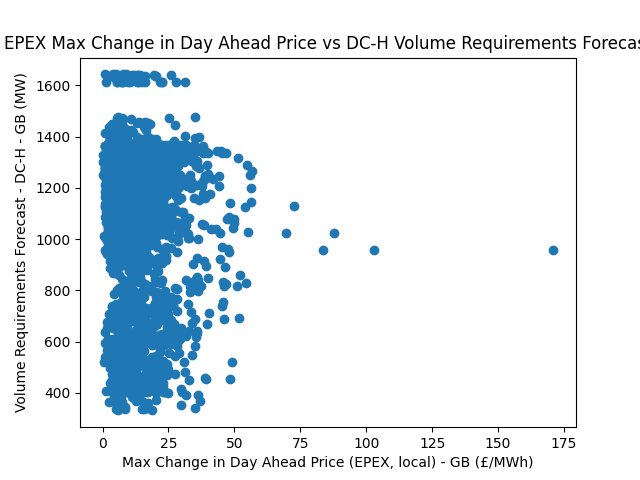 EPEX Max Change in Day Ahead Price vs DC-H Volume Requirements Forecas
1600
1400
1200
1000
800
600
400
Volume Requirements Forecast - DC-H - GB (MW)
0 25 50 75 100 125 150 175
Max Change in Day Ahead Price (EPEX, local) - GB (£/MWh)